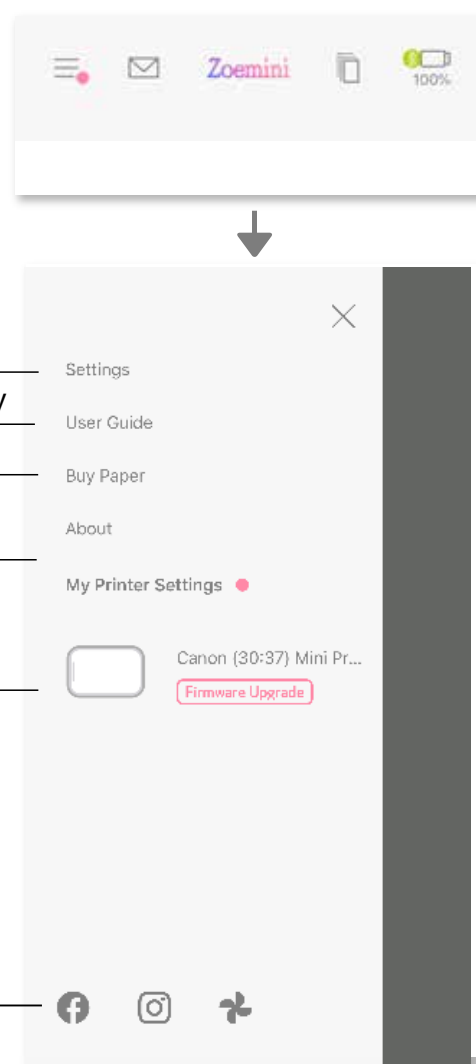 Zoemini
100%
y
Settings
User Guide
Buy Paper
About
My Printer Settings
Canon (30:37) Mini Pr...
Firmware Upgrade